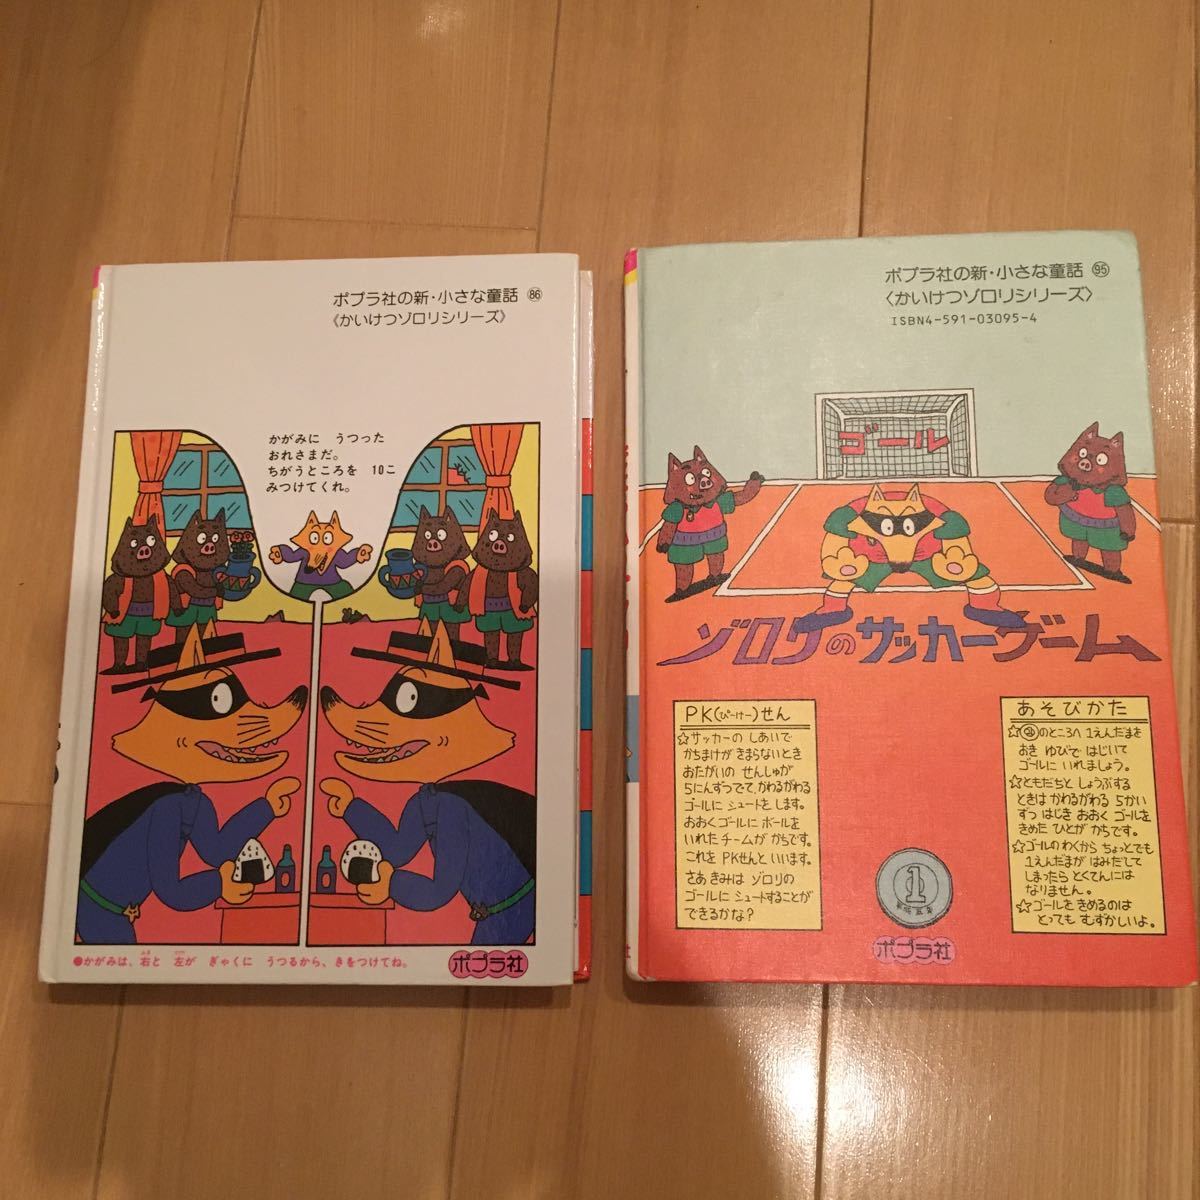 ポプラ社の新・小さな童話 86
《かいけつゾロリシリーズ》
かがみに うつった
おれさまだ。
ちがうところを 10こ
みつけてくれ。
●かがみは、右と 左が ぎゃくに うつるから、きをつけてね。
みぎ ひだり
ポプラ社
ポプラ社の新・小さな童話 95
〈かいけつゾロリシリーズ〉
ISBN4-591-03095-4
ゴール
ゾロリのサッカーゲーム
PK(ぴーけー)せん
☆サッカーの しあいで
かちまけが きまらないとき
おたがいの せんしゅが
5にんずつでて、かわるがわる
ゴールに シュートを します。
おおくゴールに ボールを
いれた チームが かちです。
これを PKせんと いいます。
さあ きみは ゾロリの
ゴールに シュートすることが
できるかな?
あそびかた
☆のところへ 1えんだまを
おき ゆびで はじいて
ゴールに いれましょう。
☆ともだちと しょうぶする
ときは かわるがわる 5かい
ずつ はじき おおく ゴールを
きめた ひとが かちです。
☆ゴールの わくから ちょっとでも
1えんだまが はみだして
しまったら とくてんには
なりません。
☆ゴールを きめるのは
とっても むずかしいよ。
1
ポプラ社